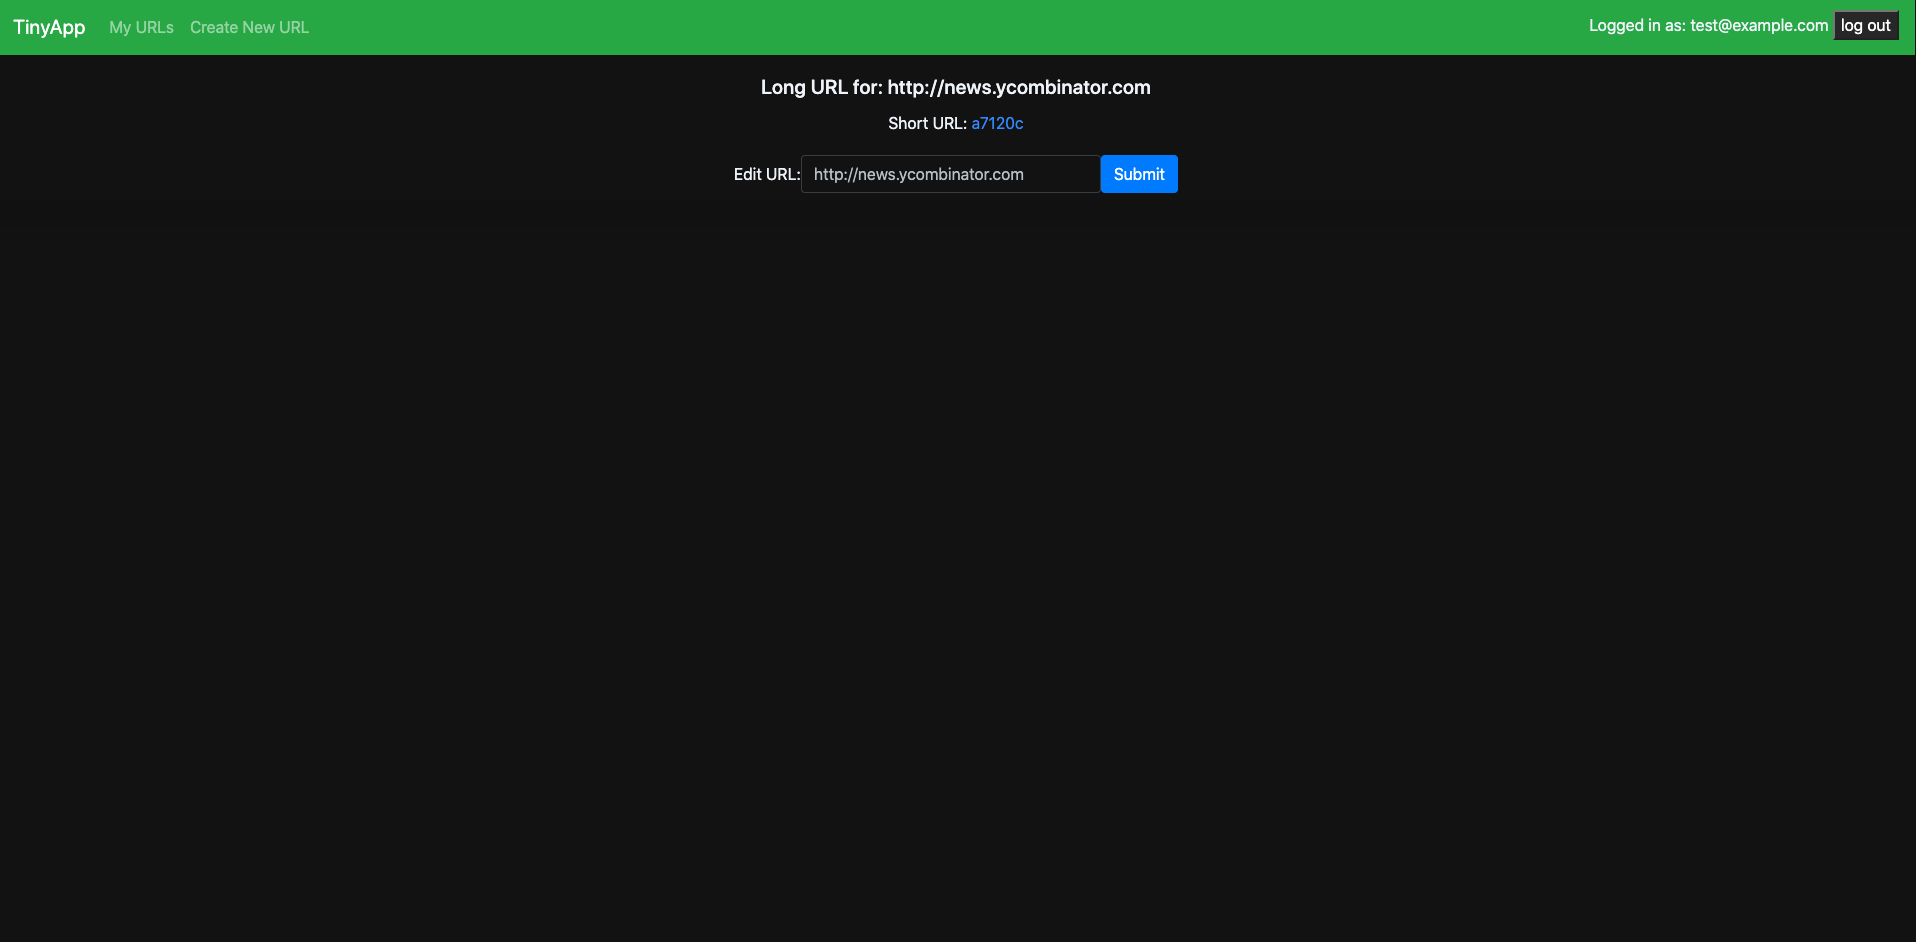 TinyApp My URLs Create New URL Logged in as: test@example.com log out
Long URL for: http://news.ycombinator.com
Short URL: a7120c
Edit URL: http://news.ycombinator.com Submit